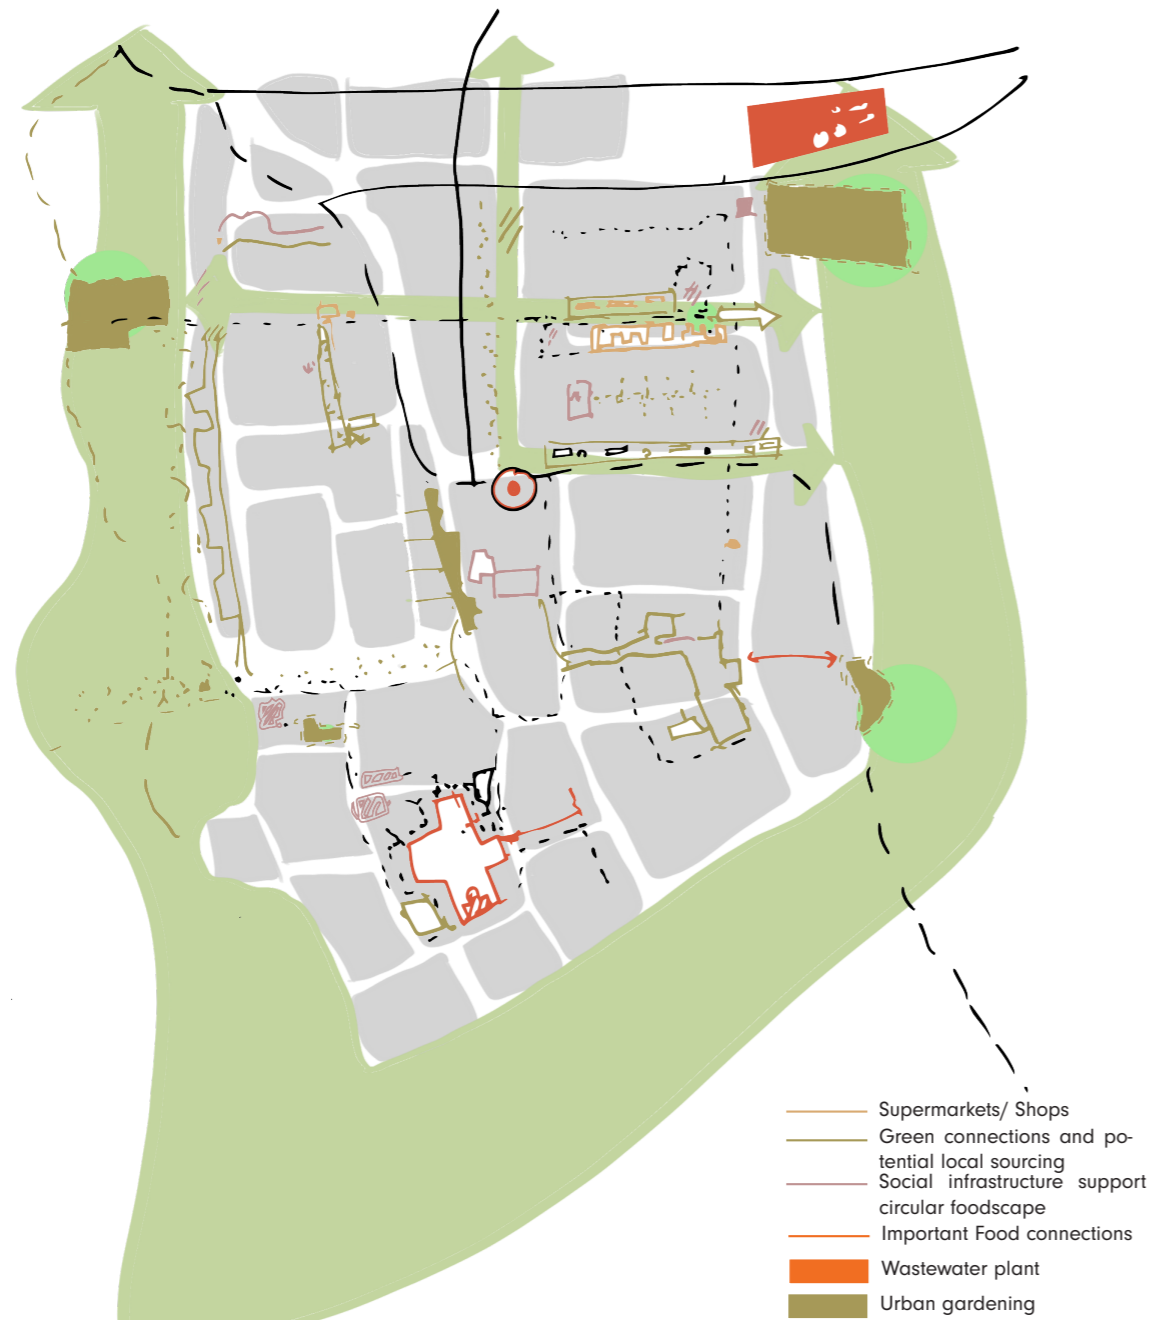 Supermarkets/ Shops
Green connections and po-
tential local sourcing
Social infrastructure support
circular foodscape
Important Food connections
Wastewater plant
Urban gardening